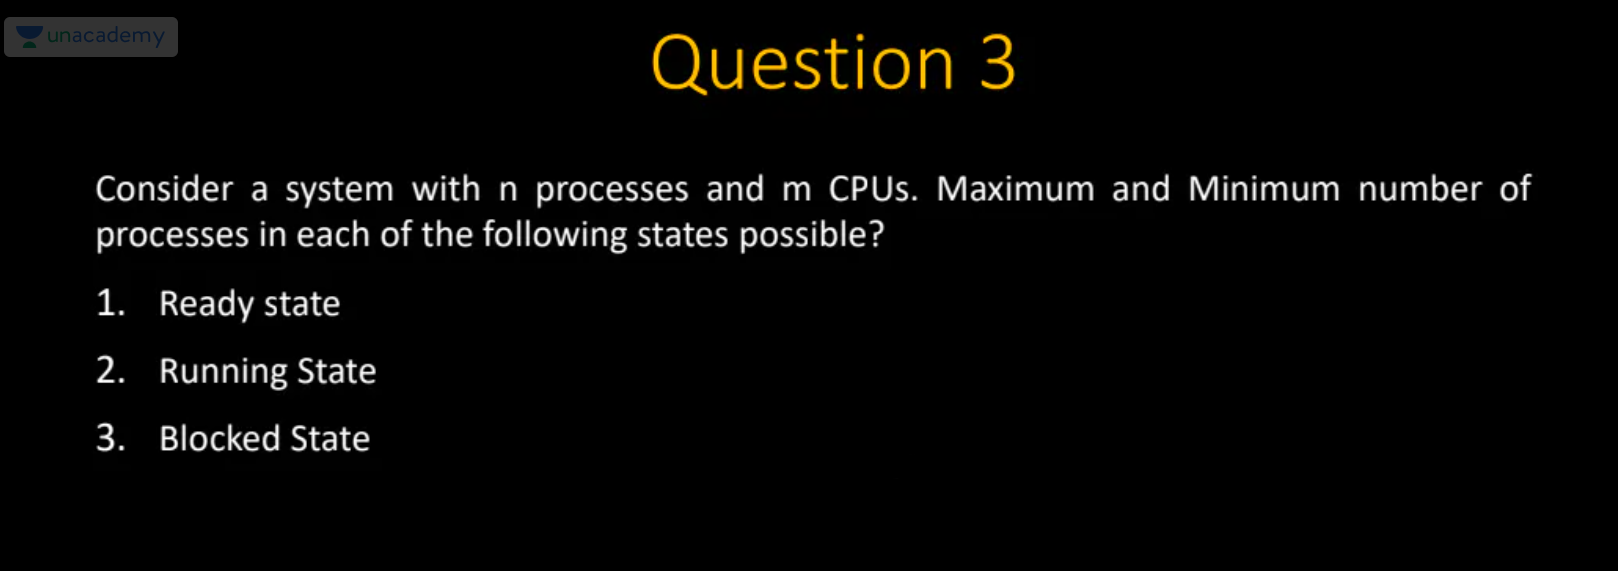 unacademy
Question 3
Consider a system with n processes and m CPUs. Maximum and Minimum number of
processes in each of the following states possible?
1. Ready state
2. Running State
3. Blocked State